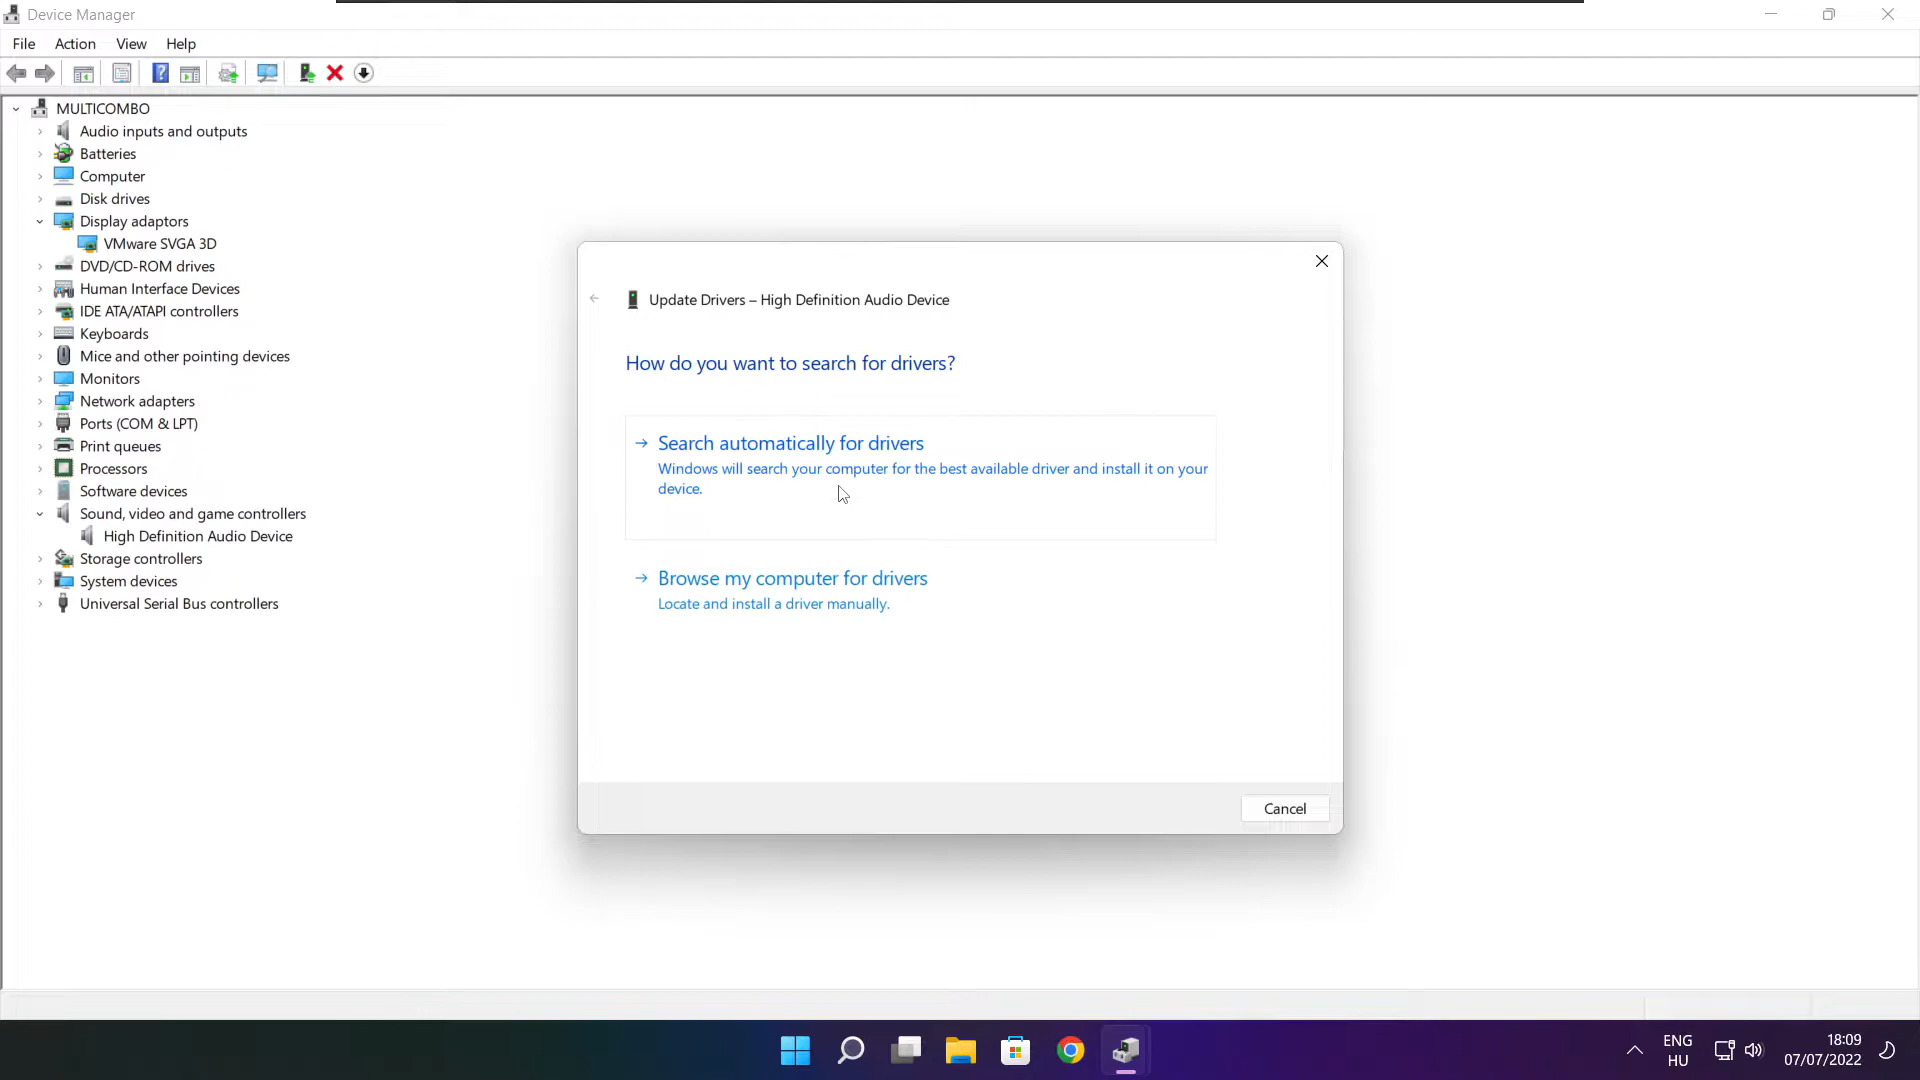 Device Manager
File Action View Help
MULTICOMBO
Audio inputs and outputs
Batteries
Computer
Disk drives
Display adaptors
VMware SVGA 3D
DVD/CD-ROM drives
Human Interface Devices
IDE ATA/ATAPI controllers
Keyboards
Mice and other pointing devices
Monitors
Network adapters
Ports (COM & LPT)
Print queues
Processors
Software devices
Sound, video and game controllers
High Definition Audio Device
Storage controllers
System devices
Universal Serial Bus controllers
Update Drivers – High Definition Audio Device
How do you want to search for drivers?
Search automatically for drivers
Windows will search your computer for the best available driver and install it on your
device.
Browse my computer for drivers
Locate and install a driver manually.
Cancel
ENG
HU
18:09
07/07/2022